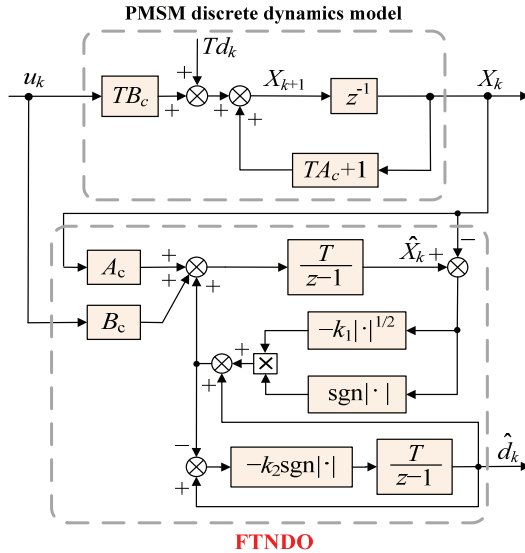 PMSM discrete dynamics model
Td_k
u_k
+
TB_c
+
+
X_{k+1}
z^{-1}
X_k
+
TA_c+1
−
A_c
+
+
+
T
z−1
X̂_k
+
B_c
−k_1|·|^{1/2}
+
×
+
sgn|·|
−
+
−k_2sgn|·|
T
z−1
d̂_k
FTNDO